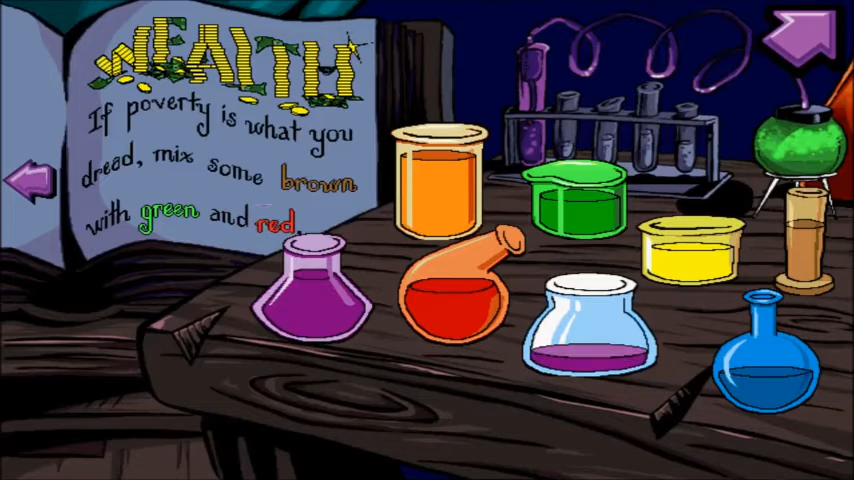 WEALTH
If poverty is what you
dread, mix some brown
with green and red.